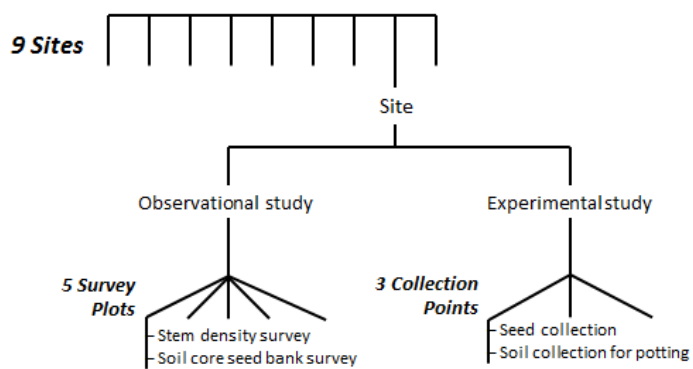 9 Sites
Site
Observational study
Experimental study
5 Survey
Plots
3 Collection
Points
Stem density survey
Soil core seed bank survey
Seed collection
Soil collection for potting